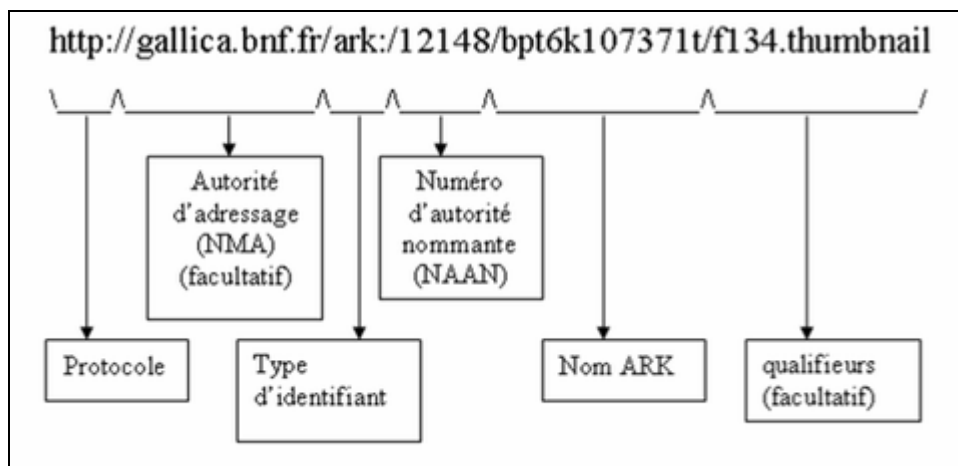 http://gallica.bnf.fr/ark:/12148/bpt6k107371t/f134.thumbnail
Autorité
d'adressage
(NMA)
(facultatif)
Numéro
d'autorité
nommante
(NAAN)
Protocole
Type
d'identifiant
Nom ARK
qualifieurs
(facultatif)